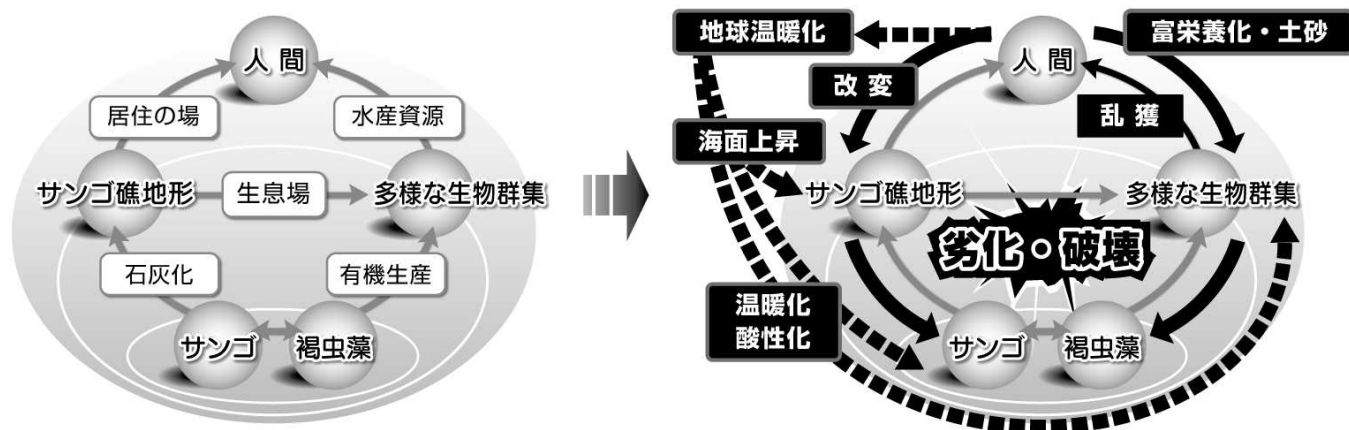 人 間
居住の場
水産資源
サンゴ礁地形
生息場
多様な生物群集
石灰化
有機生産
サンゴ
褐虫藻
地球温暖化
人 間
富栄養化・土砂
改 変
乱 獲
海面上昇
サンゴ礁地形
多様な生物群集
劣化・破壊
温暖化
酸性化
サンゴ
褐虫藻